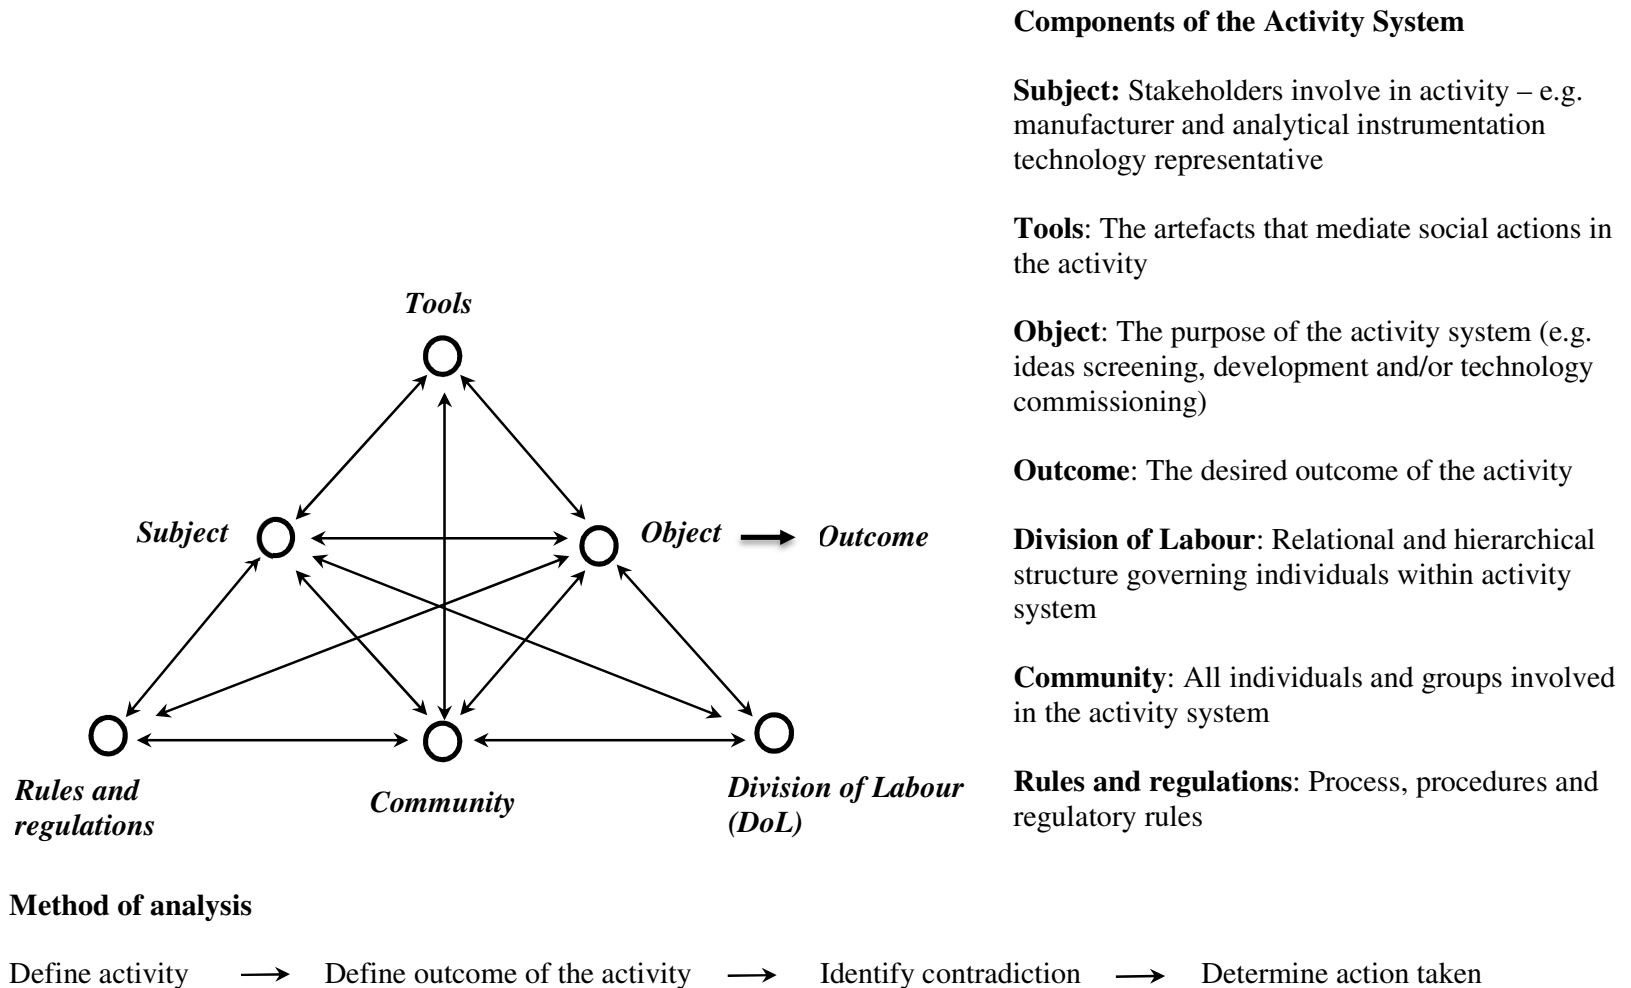 Components of the Activity System
Subject: Stakeholders involve in activity – e.g.
manufacturer and analytical instrumentation
technology representative
Tools: The artefacts that mediate social actions in
the activity
Object: The purpose of the activity system (e.g.
ideas screening, development and/or technology
commissioning)
Outcome: The desired outcome of the activity
Division of Labour: Relational and hierarchical
structure governing individuals within activity
system
Community: All individuals and groups involved
in the activity system
Rules and regulations: Process, procedures and
regulatory rules
Tools
Subject
Object
Outcome
Rules and
regulations
Community
Division of Labour
(DoL)
Method of analysis
Define activity Define outcome of the activity Identify contradiction Determine action taken